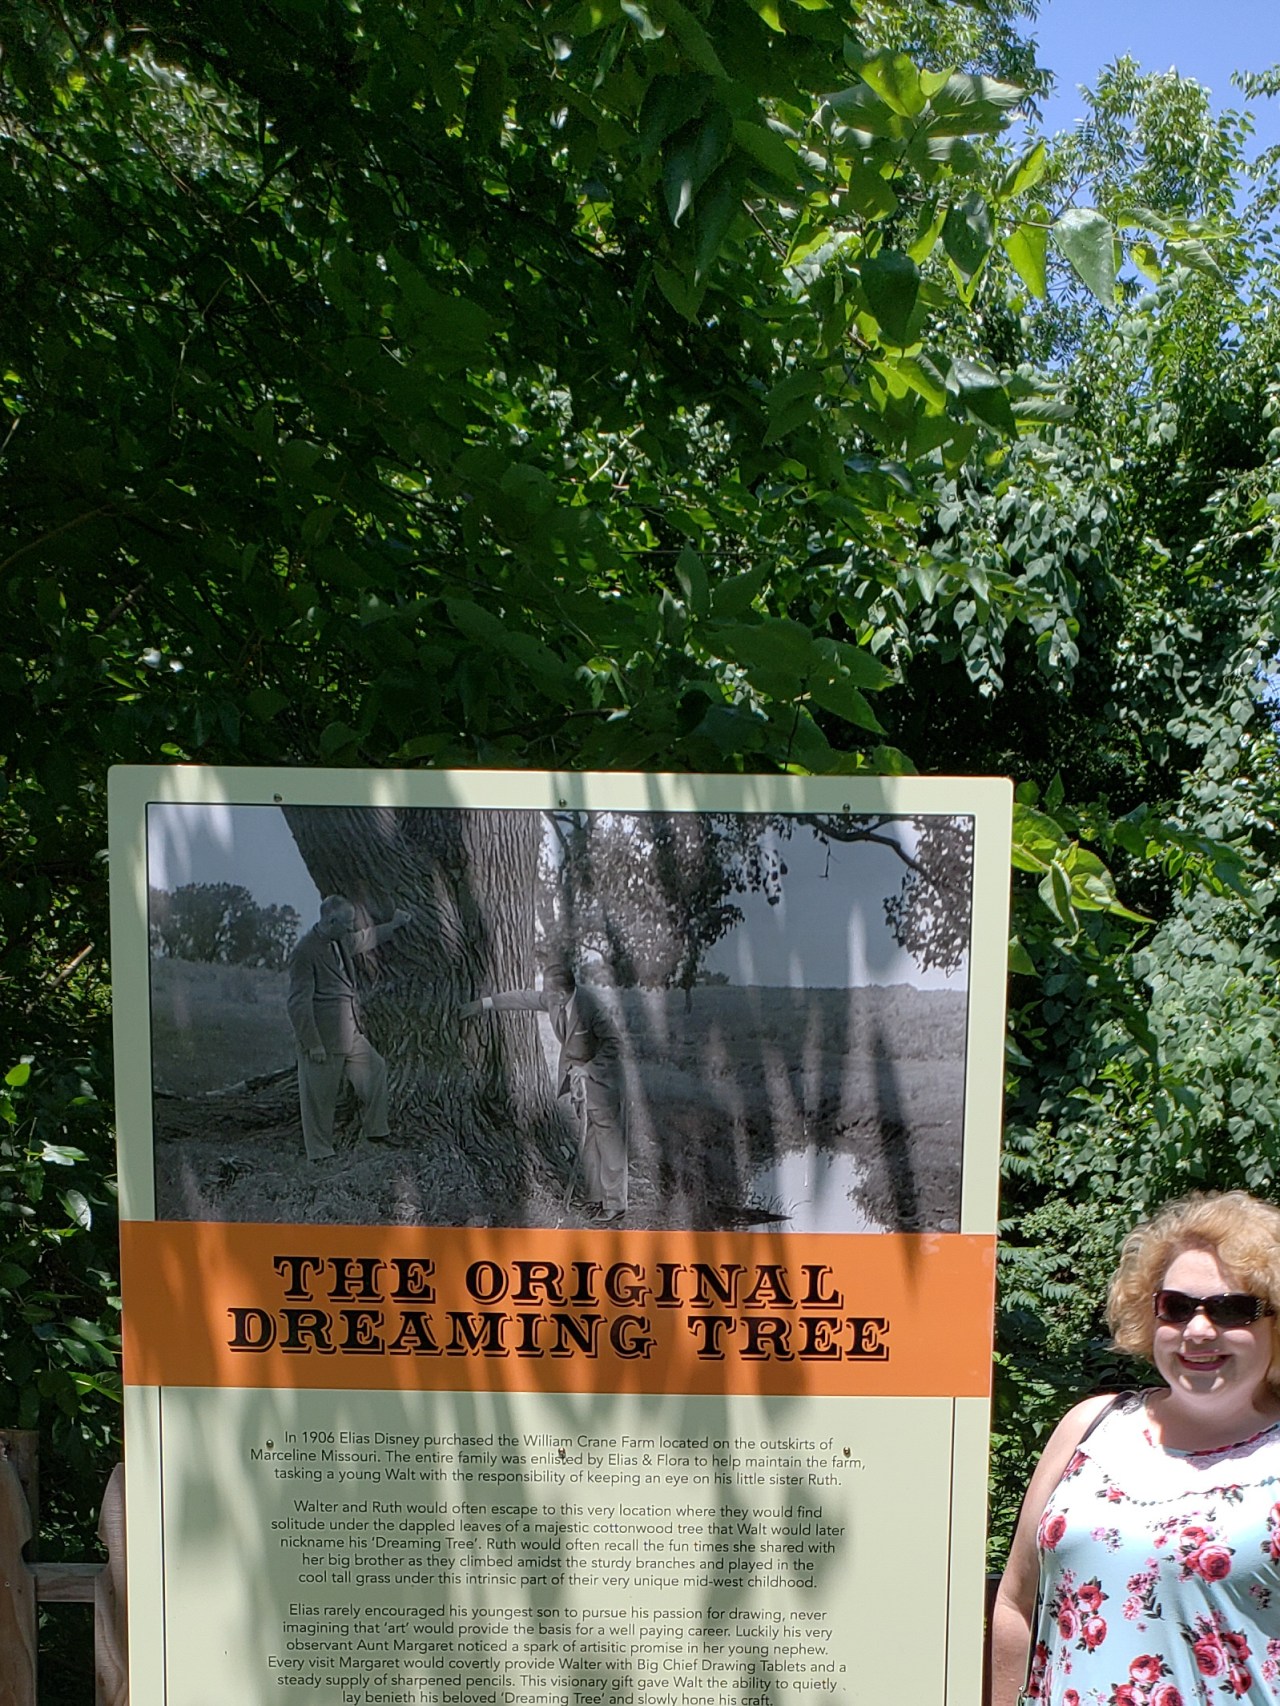 THE ORIGINAL
DREAMING TREE
In 1906 Elias Disney purchased the William Crane Farm located on the outskirts of
Marceline Missouri. The entire family was enlisted by Elias & Flora to help maintain the farm,
tasking a young Walt with the responsibility of keeping an eye on his little sister Ruth.
Walter and Ruth would often escape to this very location where they would find
solitude under the dappled leaves of a majestic cottonwood tree that Walt would later
nickname his 'Dreaming Tree'. Ruth would often recall the fun times she shared with
her big brother as they climbed amidst the sturdy branches and played in the
cool tall grass under this intrinsic part of their very unique mid-west childhood.
Elias rarely encouraged his youngest son to pursue his passion for drawing, never
imagining that 'art' would provide the basis for a well paying career. Luckily his very
observant Aunt Margaret noticed a spark of artisitic promise in her young nephew.
Every visit Margaret would covertly provide Walter with Big Chief Drawing Tablets and a
steady supply of sharpened pencils. This visionary gift gave Walt the ability to quietly
lay benieth his beloved 'Dreaming Tree' and slowly hone his craft.